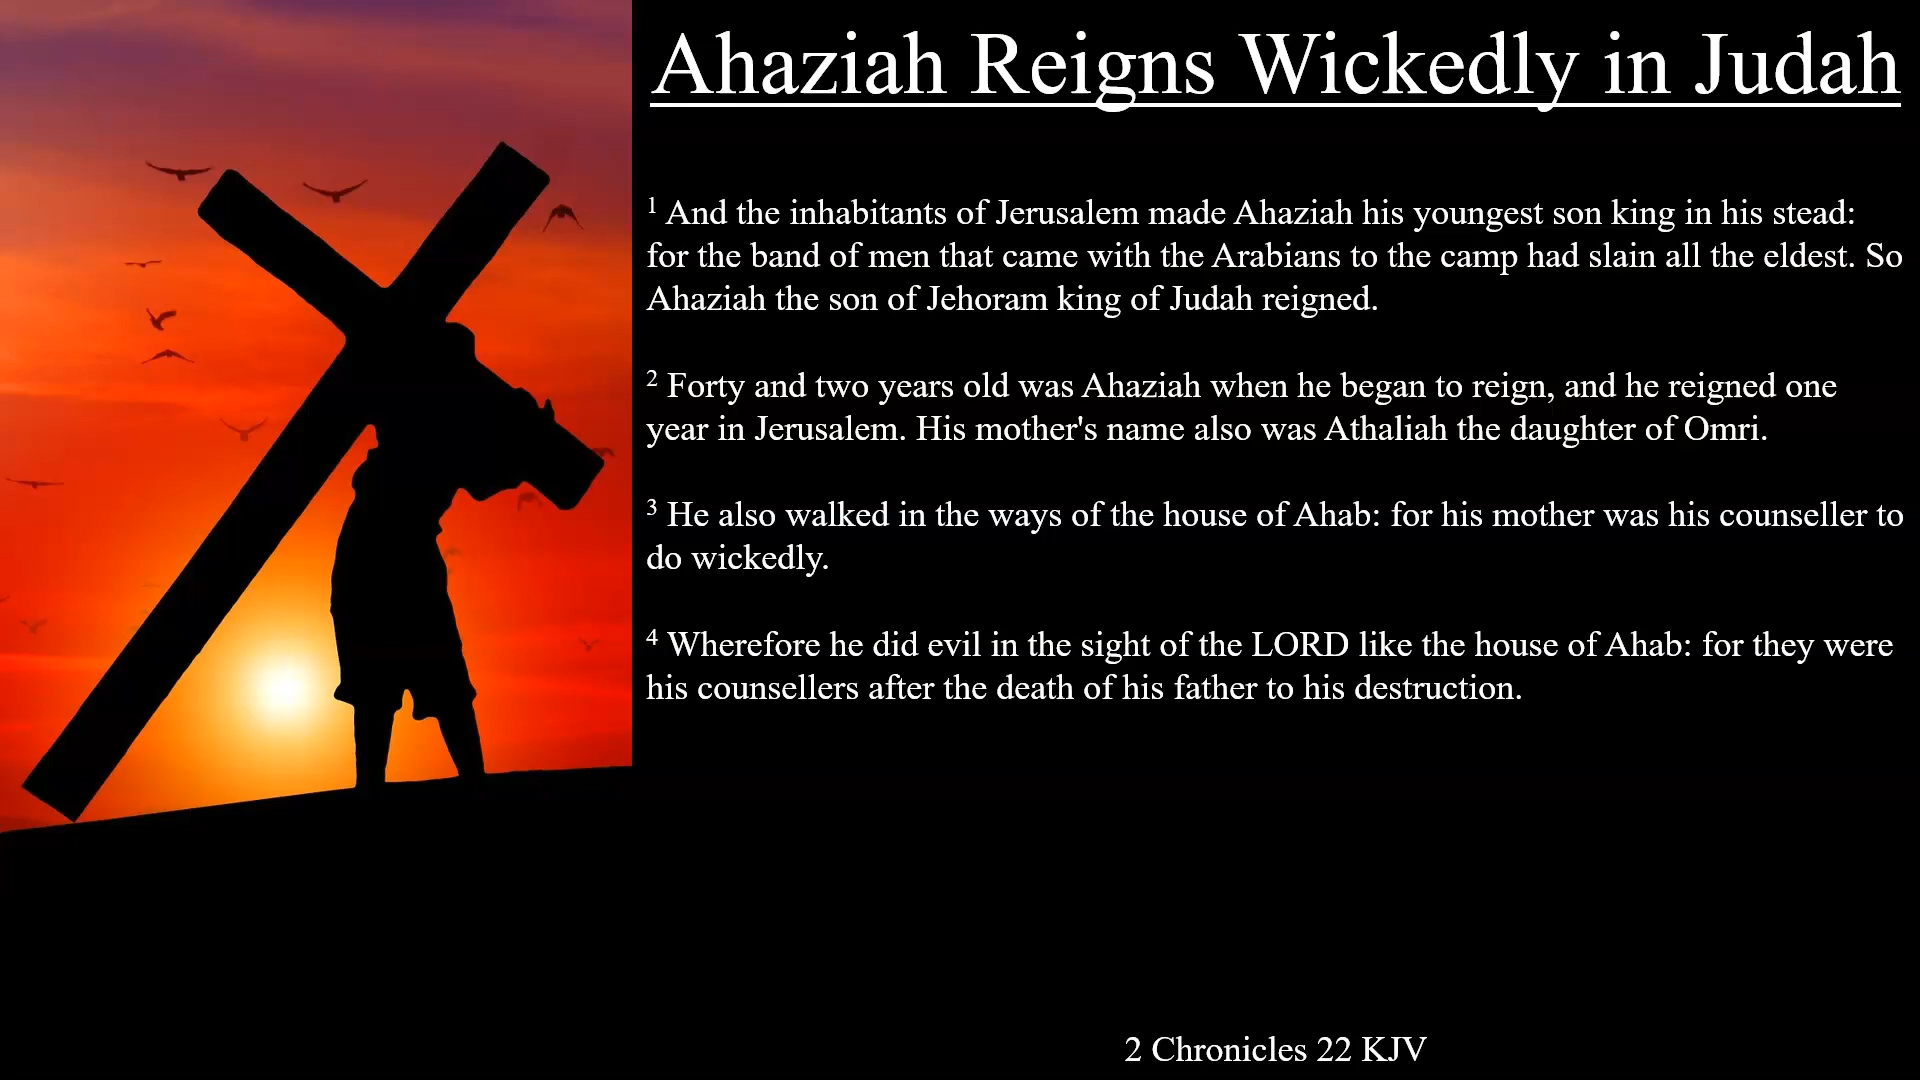 Ahaziah Reigns Wickedly in Judah
1 And the inhabitants of Jerusalem made Ahaziah his youngest son king in his stead:
for the band of men that came with the Arabians to the camp had slain all the eldest. So
Ahaziah the son of Jehoram king of Judah reigned.
2 Forty and two years old was Ahaziah when he began to reign, and he reigned one
year in Jerusalem. His mother's name also was Athaliah the daughter of Omri.
3 He also walked in the ways of the house of Ahab: for his mother was his counseller to
do wickedly.
4 Wherefore he did evil in the sight of the LORD like the house of Ahab: for they were
his counsellers after the death of his father to his destruction.
2 Chronicles 22 KJV